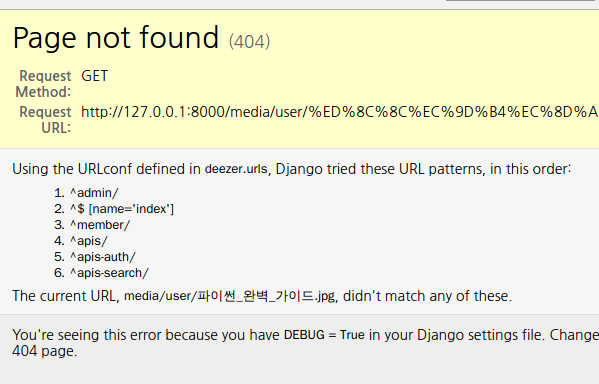 Page not found (404)
Request Method: GET
Request URL: http://127.0.0.1:8000/media/user/%ED%8C%8C%EC%9D%B4%EC%8D%A
Using the URLconf defined in deezer.urls, Django tried these URL patterns, in this order:
1. ^admin/
2. ^$ [name='index']
3. ^member/
4. ^apis/
5. ^apis-auth/
6. ^apis-search/
The current URL, media/user/파이썬_완벽_가이드.jpg, didn't match any of these.
You're seeing this error because you have DEBUG = True in your Django settings file. Change
404 page.